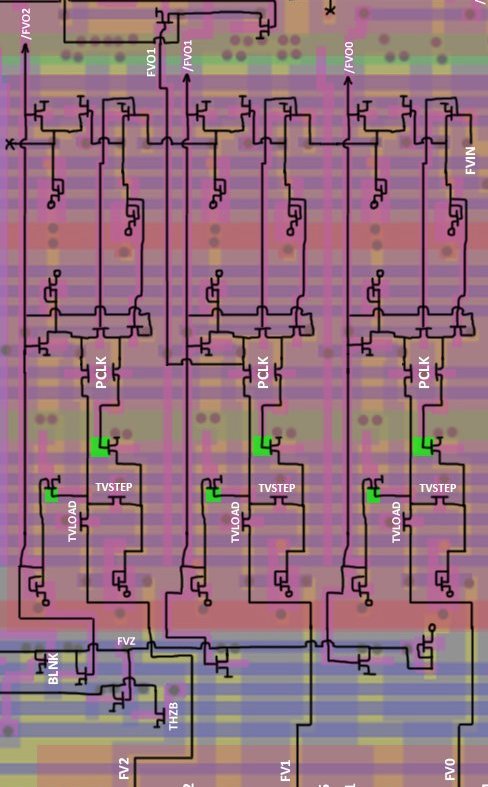 /FVO2
FVO1
/FVO1
/FVO0
FVIN
PCLK
PCLK
PCLK
TVSTEP
TVSTEP
TVSTEP
TVLOAD
TVLOAD
TVLOAD
FVZ
BLNK
THZB
FV2
FV1
FV0